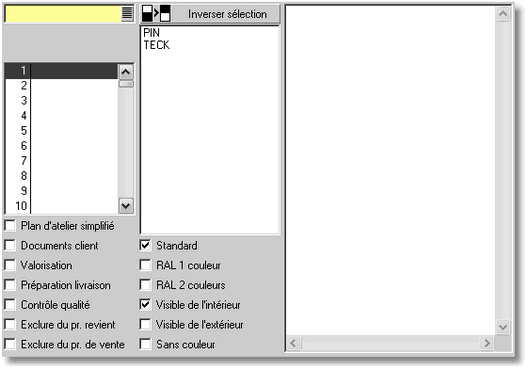 Inverser sélection
PIN
TECK
1
2
3
4
5
6
7
8
9
10
Plan d'atelier simplifié
Documents client
Valorisation
Préparation livraison
Contrôle qualité
Exclure du pr. revient
Exclure du pr. de vente
Standard
RAL 1 couleur
RAL 2 couleurs
Visible de l'intérieur
Visible de l'extérieur
Sans couleur